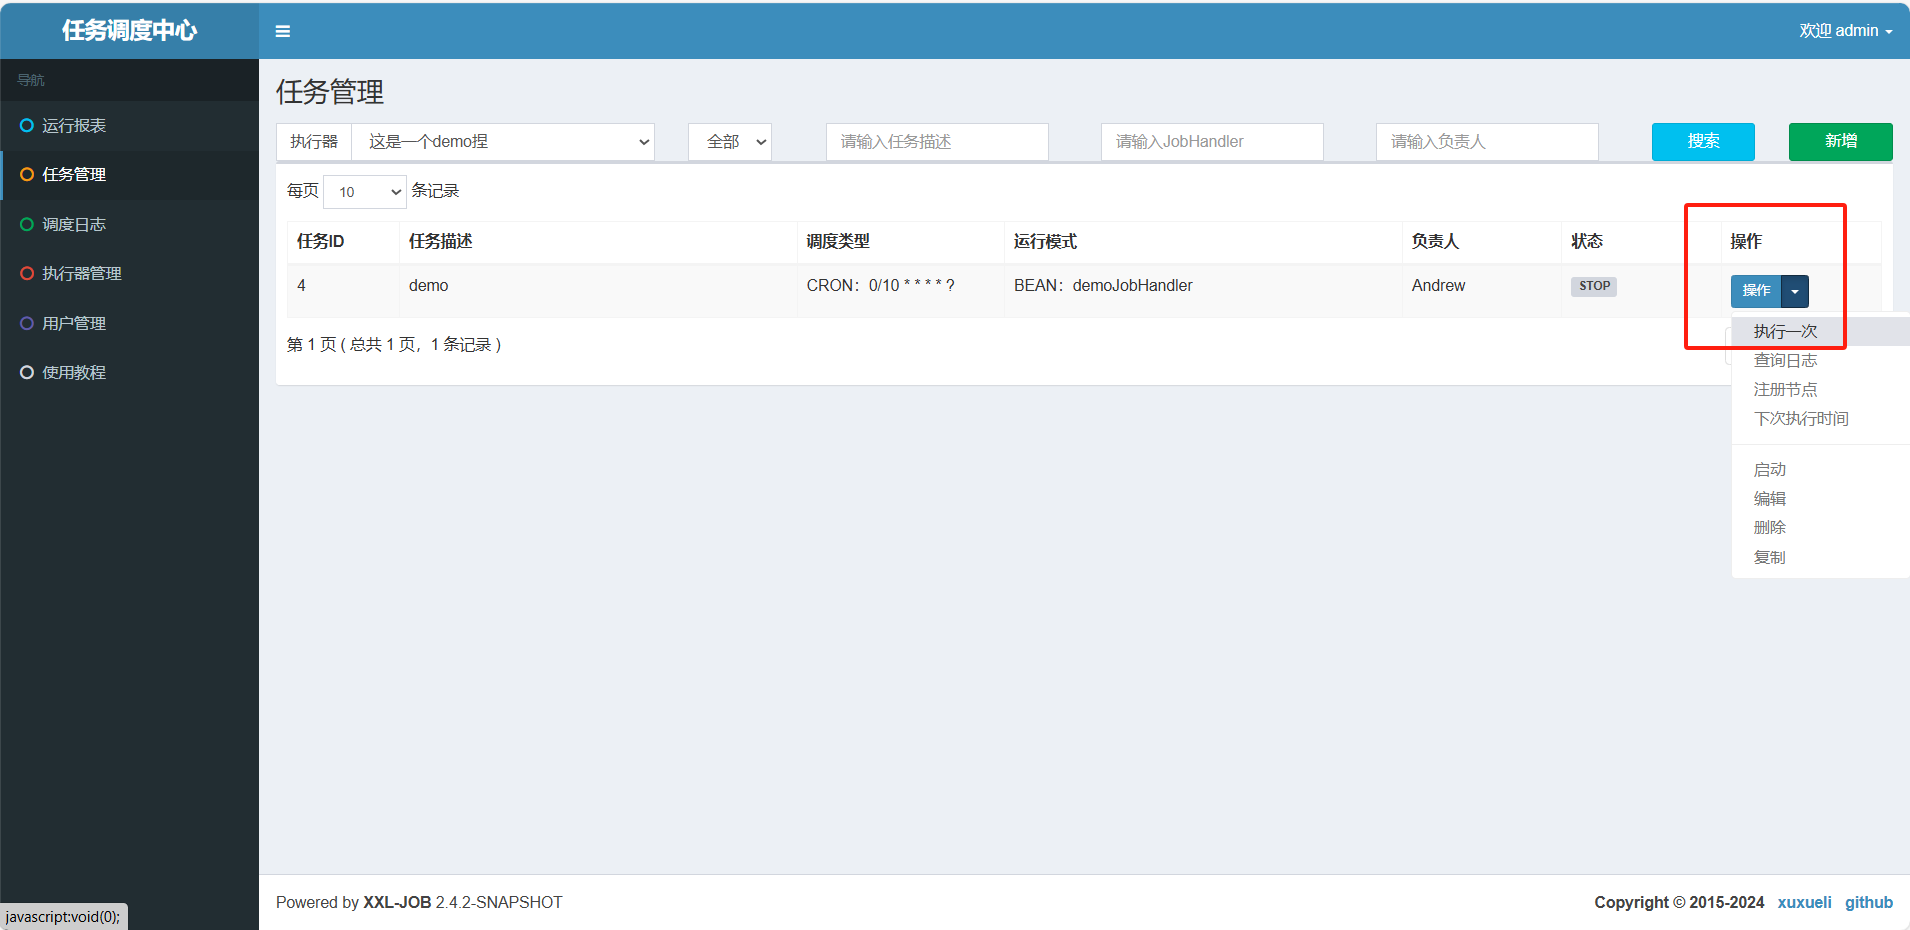 任务调度中心
欢迎 admin
导航
运行报表
任务管理
调度日志
执行器管理
用户管理
使用教程
任务管理
执行器 这是一个demo捏 全部 请输入任务描述 请输入JobHandler 请输入负责人 搜索 新增
每页 10 条记录
任务ID 任务描述 调度类型 运行模式 负责人 状态 操作
4 demo CRON：0/10 * * * * ? BEAN：demoJobHandler Andrew STOP 操作
第 1 页 ( 总共 1 页，1 条记录 )
执行一次
查询日志
注册节点
下次执行时间
启动
编辑
删除
复制
Powered by XXL-JOB 2.4.2-SNAPSHOT
Copyright © 2015-2024 xuxueli github
javascript:void(0);